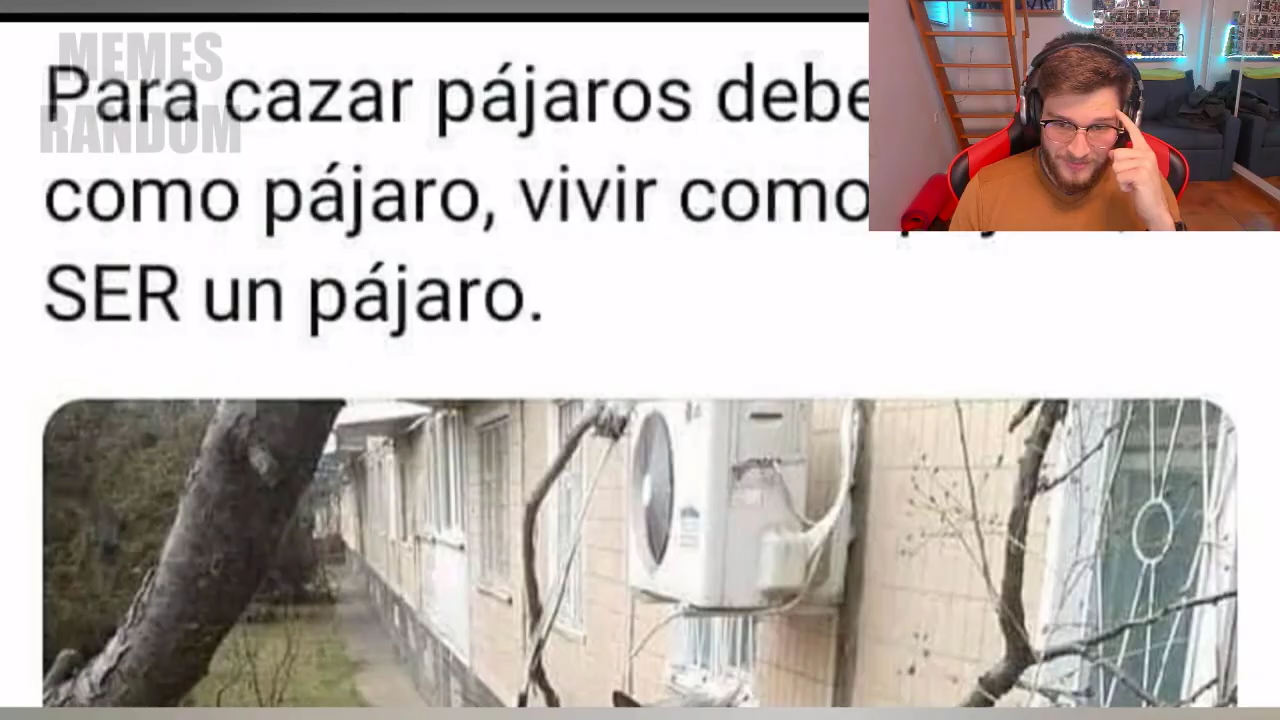 MEMES
RANDOM
Para cazar pájaros debe
como pájaro, vivir como
SER un pájaro.